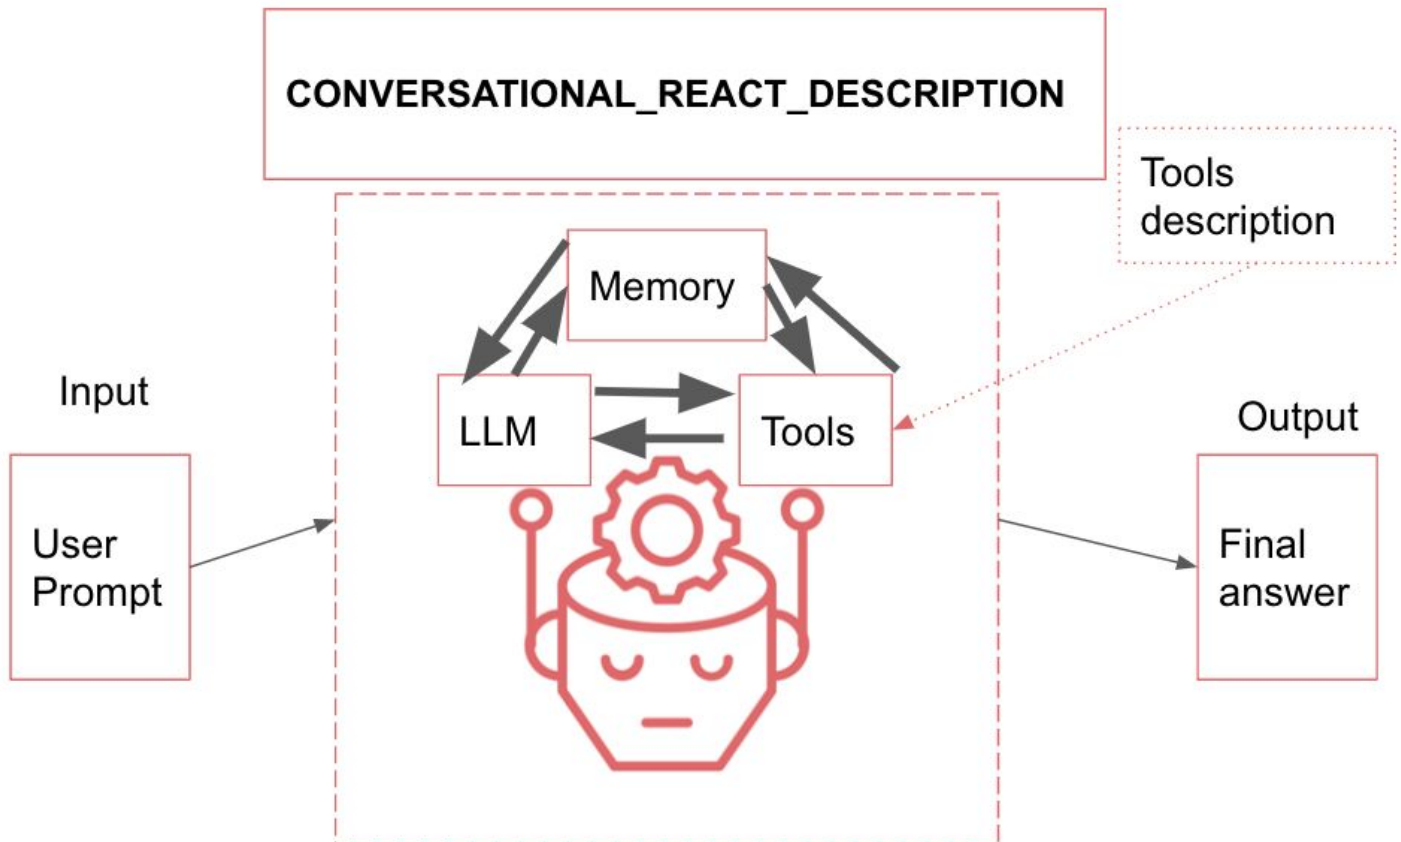 CONVERSATIONAL_REACT_DESCRIPTION
Tools
description
Memory
Input
LLM
Tools
Output
User
Prompt
Final
answer